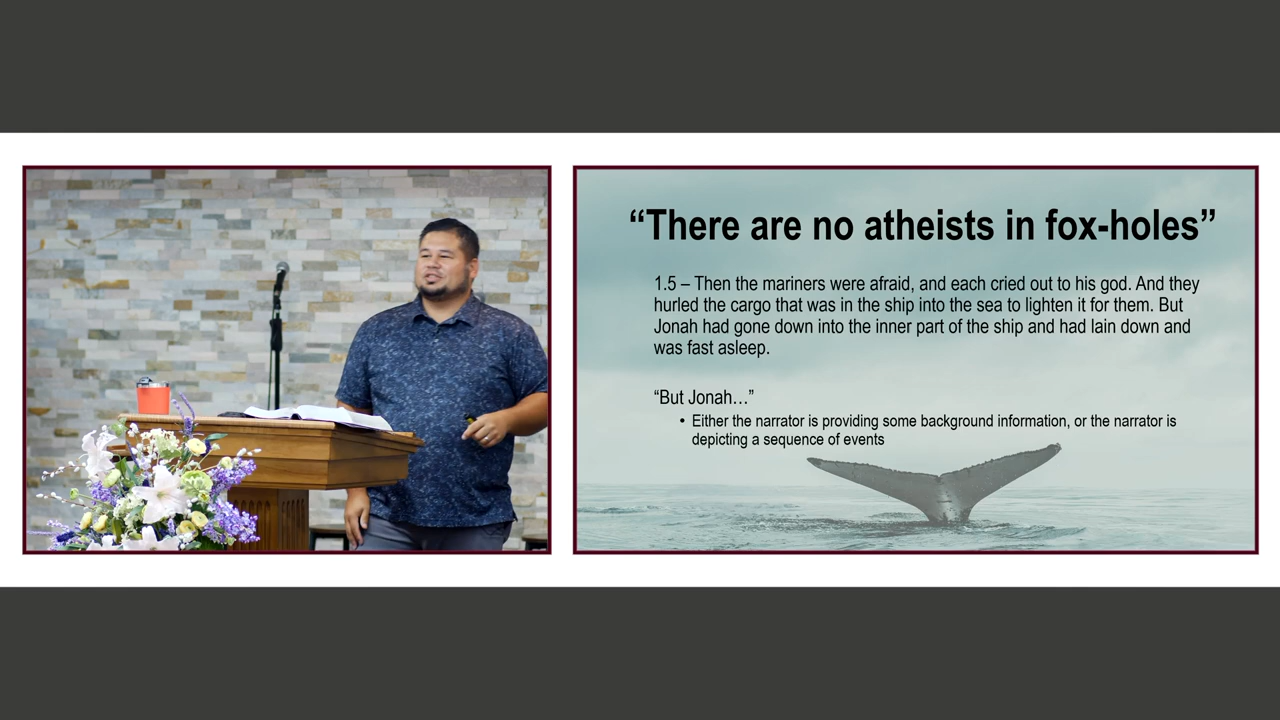 “There are no atheists in fox-holes”
1.5 – Then the mariners were afraid, and each cried out to his god. And they
hurled the cargo that was in the ship into the sea to lighten it for them. But
Jonah had gone down into the inner part of the ship and had lain down and
was fast asleep.
“But Jonah…”
• Either the narrator is providing some background information, or the narrator is
depicting a sequence of events